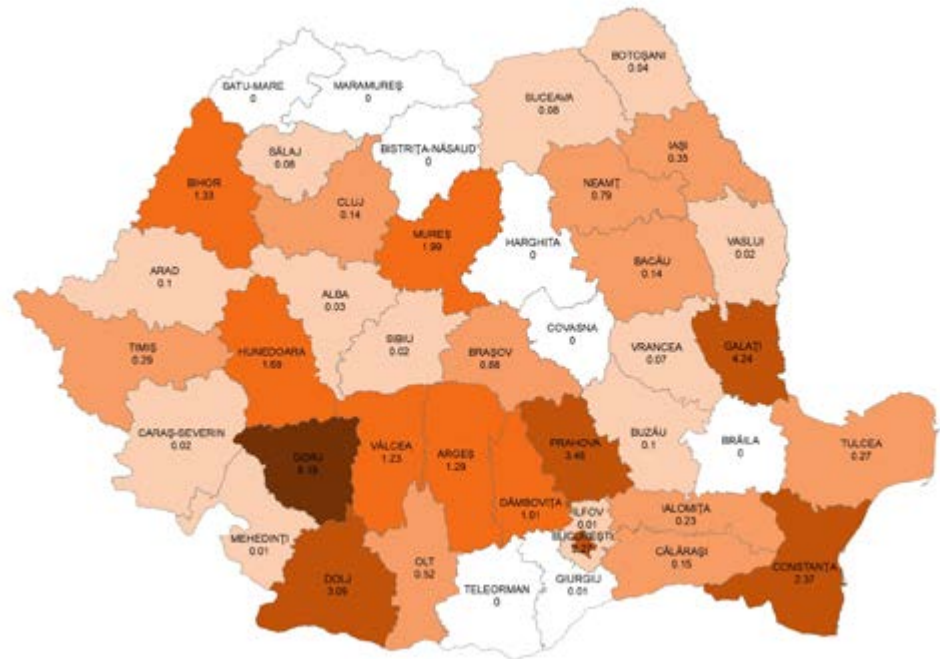 BOTOȘANI
0.04
SATU-MARE
0
MARAMUREȘ
0
SUCEAVA
0.08
IAȘI
0.35
BISTRIȚA-NĂSAUD
0
SĂLAJ
0.08
BIHOR
1.33
NEAMȚ
0.79
CLUJ
0.14
MUREȘ
1.99
HARGHITA
0
VASLUI
0.02
BACĂU
0.14
ARAD
0.1
ALBA
0.03
COVASNA
0
SIBIU
0.02
TIMIȘ
0.29
HUNEDOARA
BRAȘOV
VRANCEA
0.07
GALAȚI
4.24
CARAȘ-SEVERIN
0.02
VÂLCEA
1.23
ARGEȘ
1.29
PRAHOVA
BUZĂU
0.1
BRĂILA
0
TULCEA
0.27
GORJ
DÂMBOVIȚA
1.01
IALOMIȚA
0.23
ILFOV
0.01
BUCUREȘTI
MEHEDINȚI
0.01
CĂLĂRAȘI
0.15
OLT
0.52
CONSTANȚA
2.37
DOLJ
GIURGIU
0.01
TELEORMAN
0